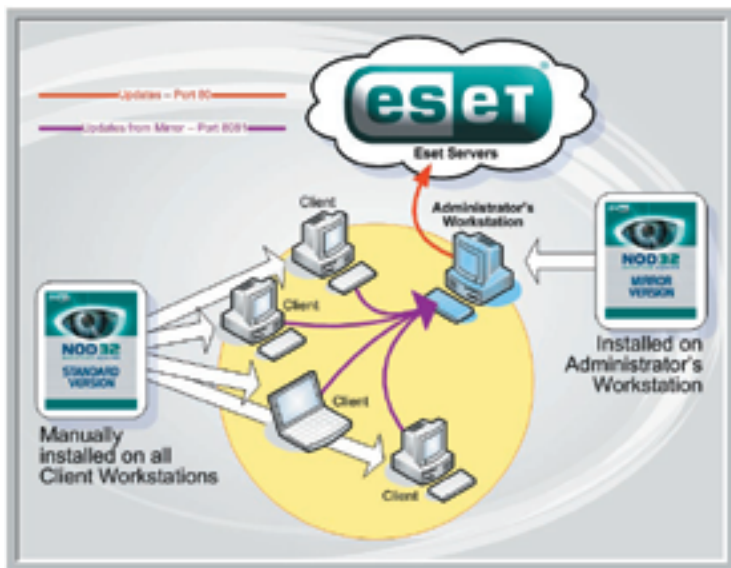 Updates – Port 80
Updates from Mirror – Port 8081
eseT
Eset Servers
Client
Administrator's
Workstation
Client
NOD32
STANDARD
VERSION
NOD32
MIRROR
VERSION
Installed on
Administrator's
Workstation
Client
Manually
installed on all
Client Workstations
Client